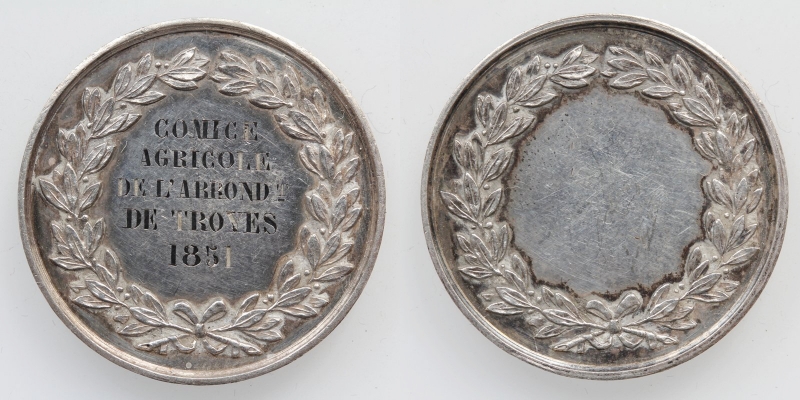 COMICE
AGRICOLE
DE L'ARROND.T
DE TROYES
1851